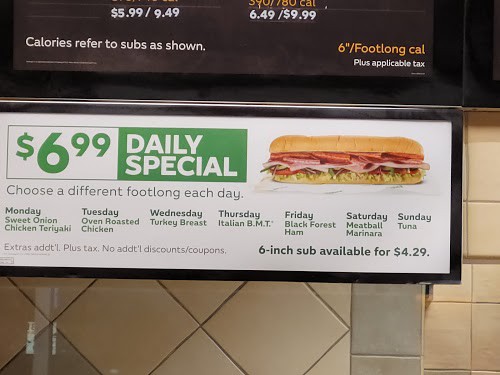 390/780 cal
$5.99 / 9.49
6.49 /$9.99
Calories refer to subs as shown.
6"/Footlong cal
Plus applicable tax
$6.99 DAILY SPECIAL
Choose a different footlong each day.
Monday
Sweet Onion
Chicken Teriyaki
Tuesday
Oven Roasted
Chicken
Wednesday
Turkey Breast
Thursday
Italian B.M.T.®
Friday
Black Forest
Ham
Saturday
Meatball
Marinara
Sunday
Tuna
Extras addt'l. Plus tax. No addt'l discounts/coupons.
6-inch sub available for $4.29.